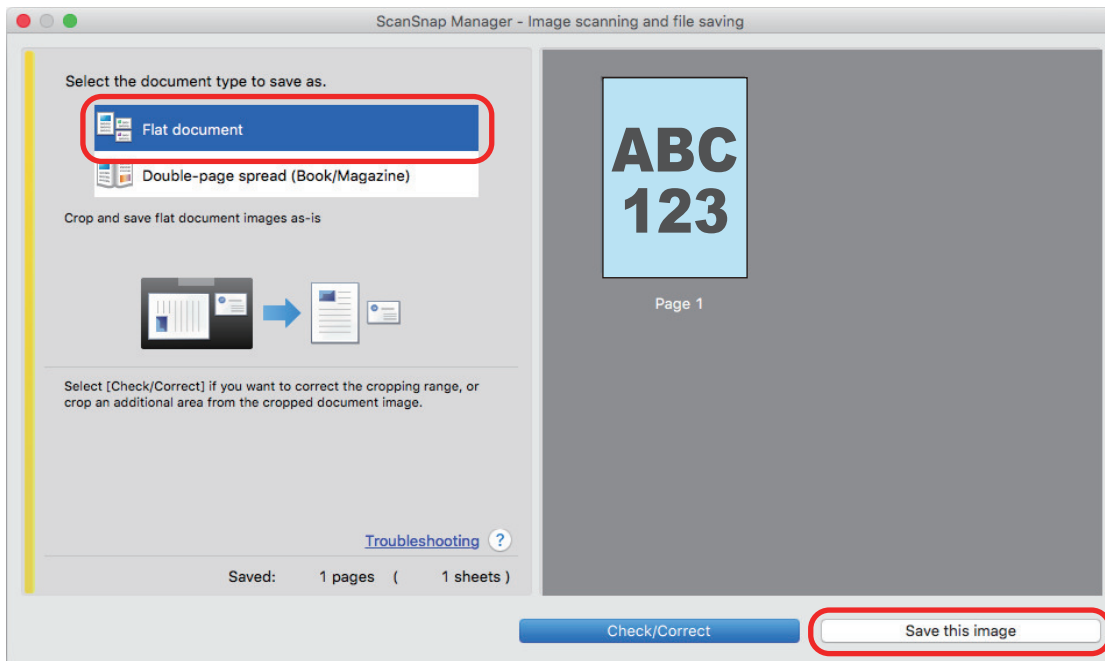 ScanSnap Manager - Image scanning and file saving
Select the document type to save as.
Flat document
Double-page spread (Book/Magazine)
Crop and save flat document images as-is
Select [Check/Correct] if you want to correct the cropping range, or
crop an additional area from the cropped document image.
Troubleshooting ?
Saved: 1 pages ( 1 sheets )
ABC
123
Page 1
Check/Correct
Save this image